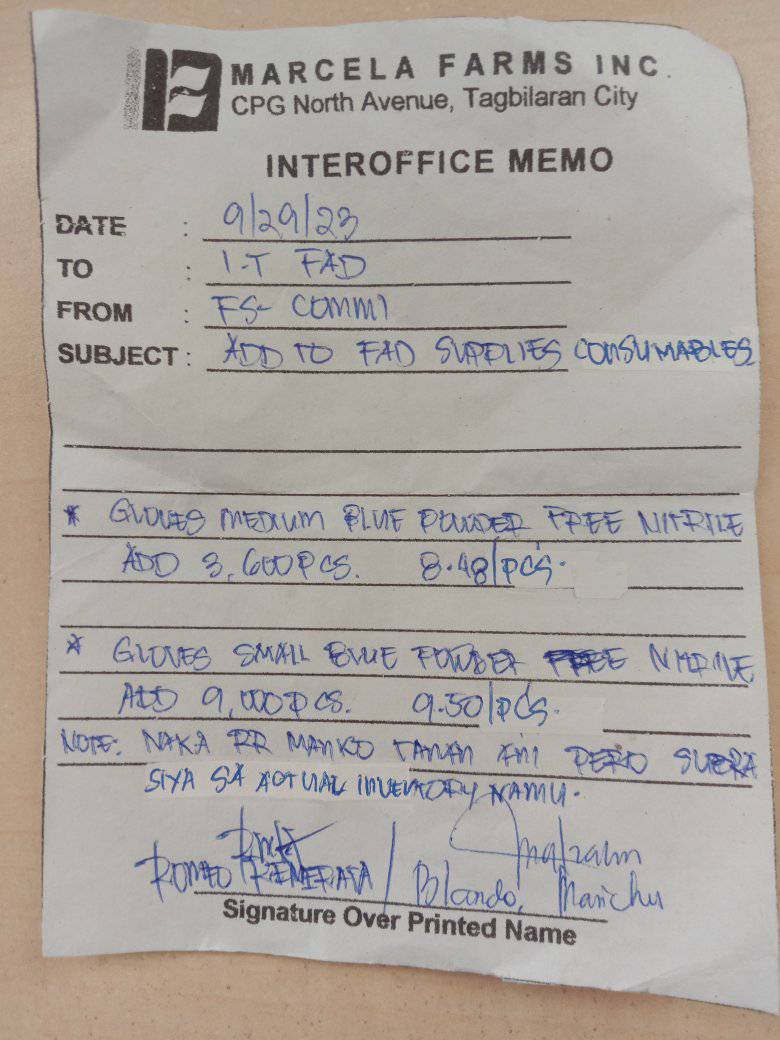 MARCELA FARMS INC.
CPG North Avenue, Tagbilaran City
INTEROFFICE MEMO
DATE : 9/29/23
TO : I.T FAD
FROM : FS- COMMI
SUBJECT : ADD TO FAD SUPPLIES CONSUMABLES
* GLOVES MEDIUM BLUE POWDER FREE NITRILE
ADD 3,600PCS. 8.48/PCS.
* GLOVES SMALL BLUE POWDER FREE NITRILE
ADD 9,000PCS. 9.50/PCS.
NOTE: NAKA RR MANKO TANAN ANI PERO SUBRA
SIYA SA ACTUAL INVENTORY NAMU.
ROMEO / Blando,
Signature Over Printed Name